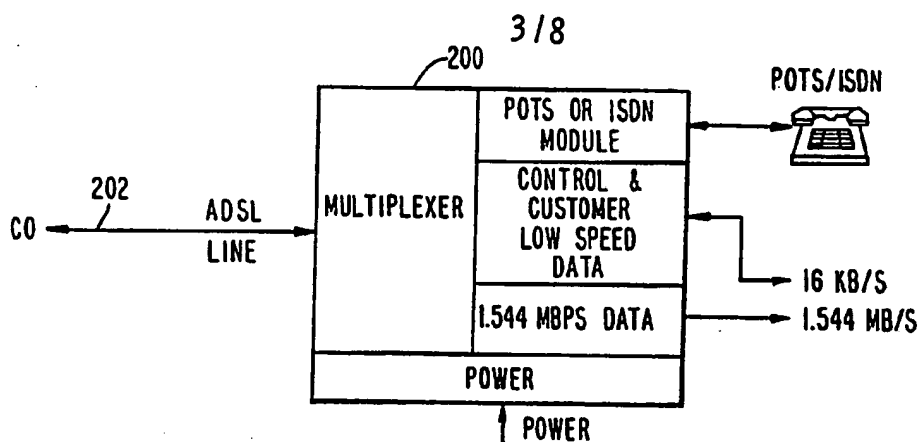 3/8
200
POTS/ISDN
POTS OR ISDN
MODULE
202
CO
ADSL
LINE
MULTIPLEXER
CONTROL &
CUSTOMER
LOW SPEED
DATA
16 KB/S
1.544 MBPS DATA
1.544 MB/S
POWER
POWER